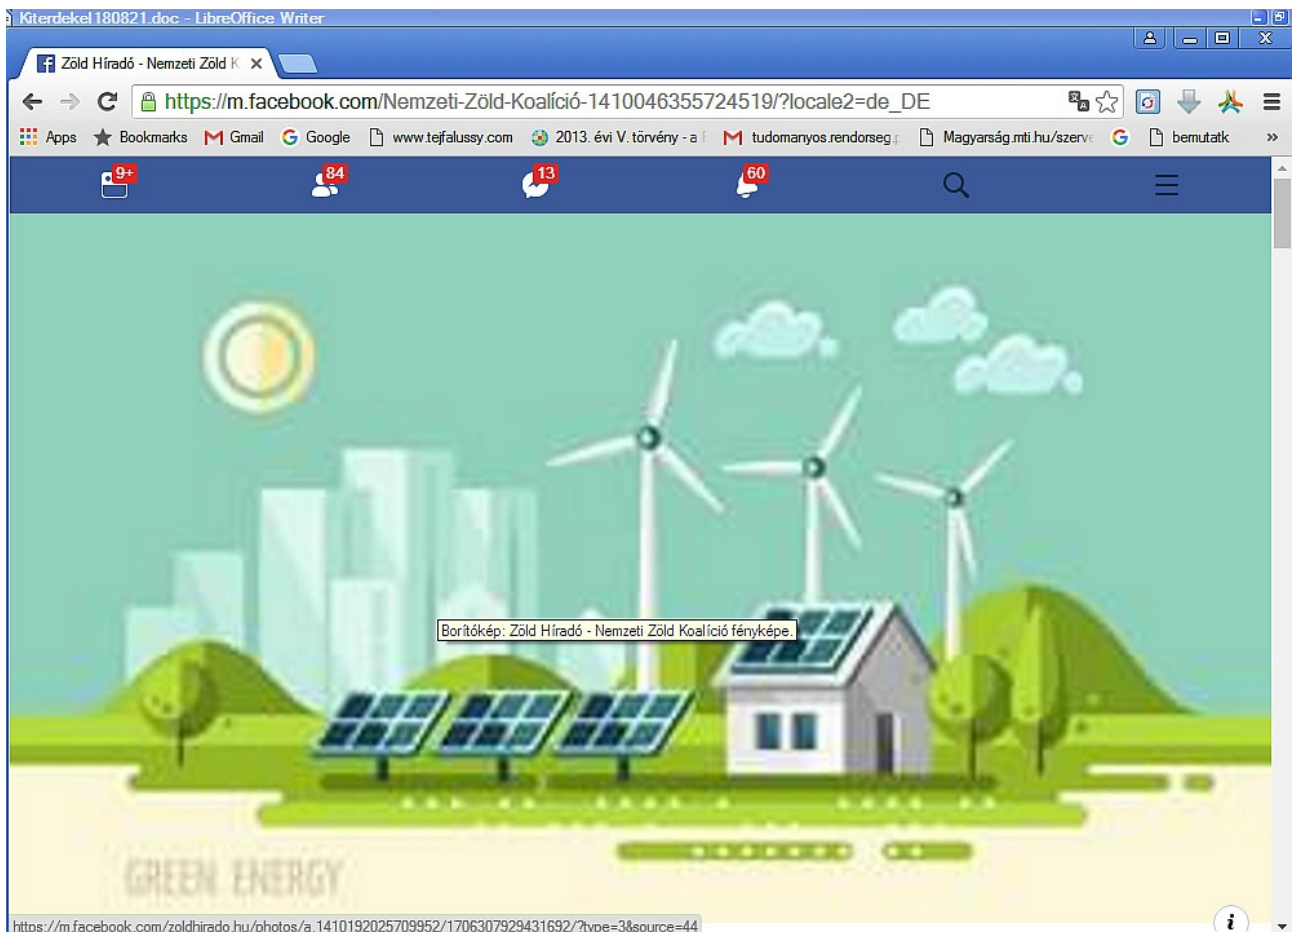 Kiterdekel180821.doc - LibreOffice Writer
Zöld Híradó - Nemzeti Zöld K
https://m.facebook.com/Nemzeti-Zöld-Koalíció-1410046355724519/?locale2=de_DE
Apps Bookmarks Gmail Google www.tejfalussy.com 2013. évi V. törvény - a tudomanyos.rendorseg. Magyarság.mti.hu/szerv bemutatk »
9+ 84 13 60
Borítókép: Zöld Híradó - Nemzeti Zöld Koalíció fényképe.
GREEN ENERGY
https://m.facebook.com/zoldhirado.hu/photos/a.1410192025709952/1706307929431692/?type=3&source=44
i